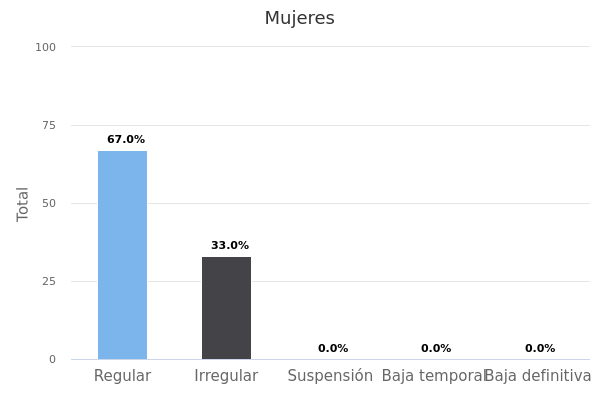 Mujeres
Total
100
75
50
25
0
67.0%
33.0%
0.0%
0.0%
0.0%
Regular
Irregular
Suspensión
Baja temporal
Baja definitiva